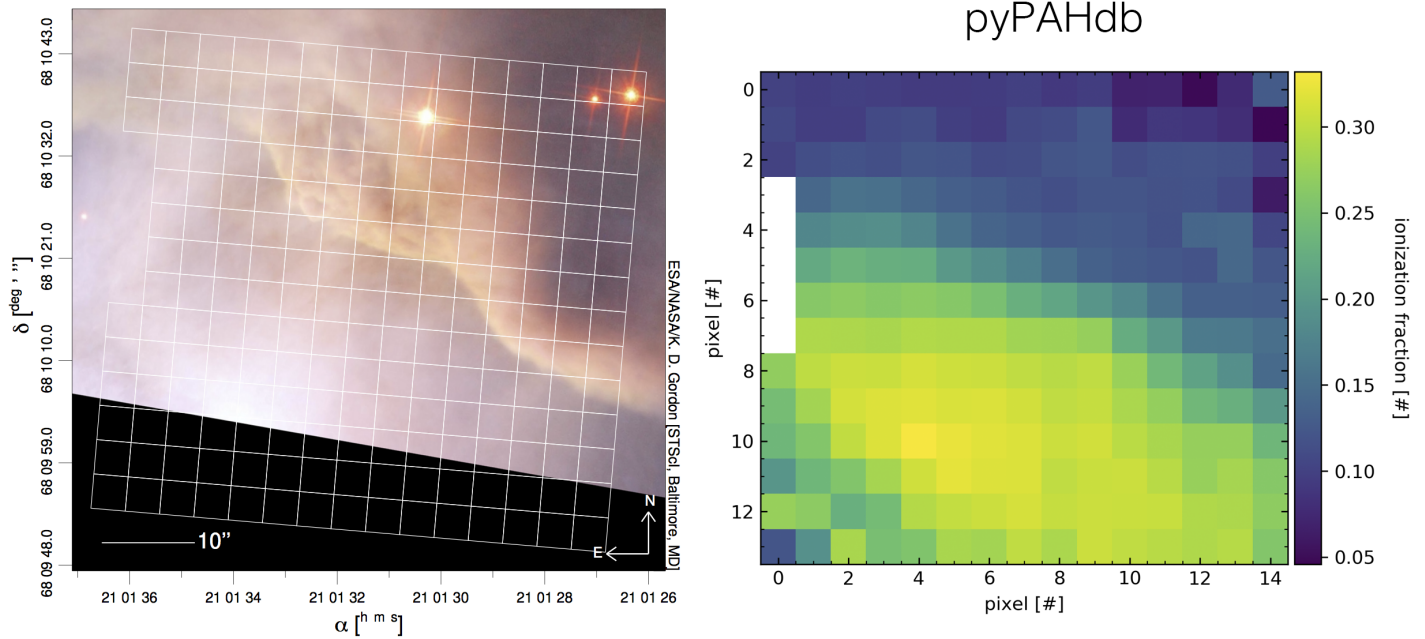 pyPAHdb
68 10 43.0
68 10 32.0
68 10 21.0
68 10 10.
68 09 59.0
68 09 48.0
δ [deg ' '']
10''
N
E
ESA/NASA/K. D. Gordon [STScI, Baltimore, MD]
21 01 36
21 01 34
21 01 32
21 01 30
21 01 28
21 01 26
α [h m s]
0
2
4
6
8
10
12
pixel [#]
0
2
4
6
8
10
12
14
pixel [#]
0.30
0.25
0.20
0.15
0.10
0.05
ionization fraction [#]